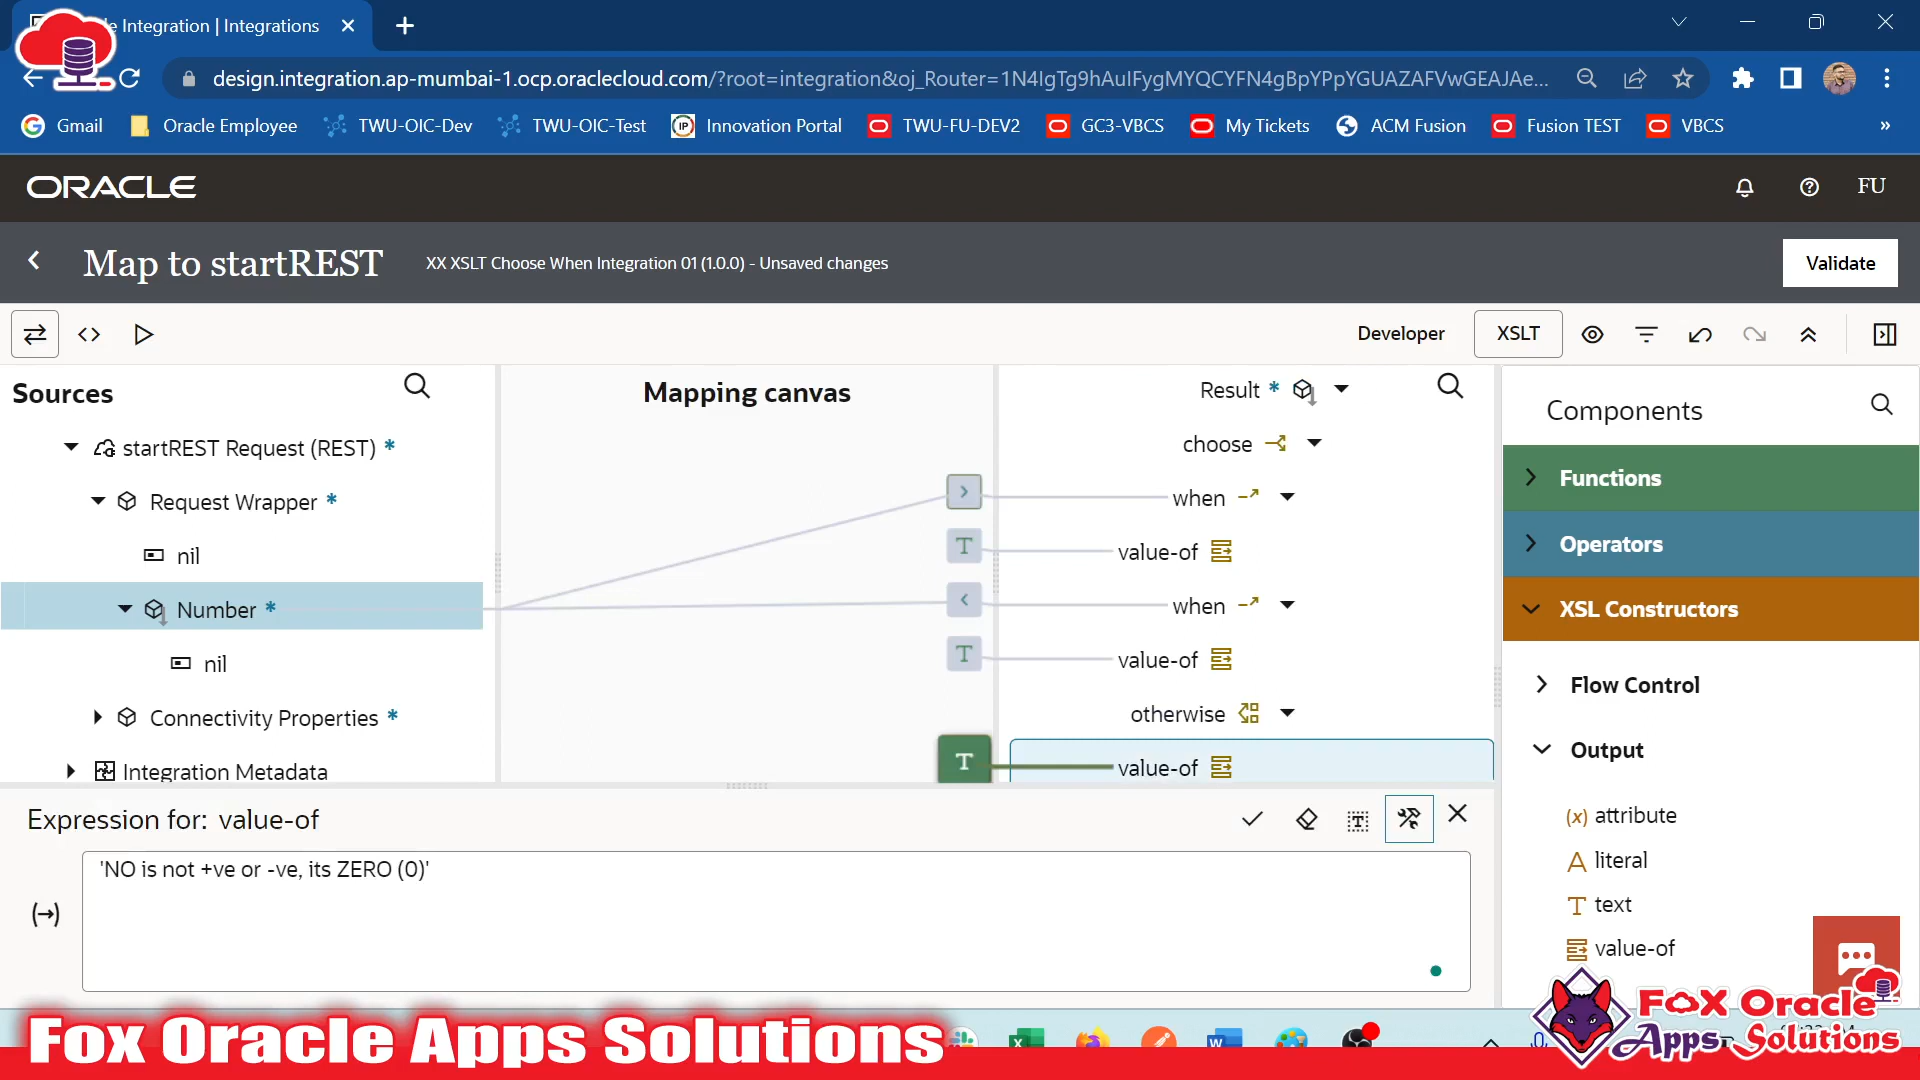 Integration | Integrations
design.integration.ap-mumbai-1.ocp.oraclecloud.com/?root=integration&oj_Router=1N4IgTg9hAuIFygMYQCYFN4gBpYPpYGUAZAFVwGEAJAe...
Gmail
Oracle Employee
TWU-OIC-Dev
TWU-OIC-Test
IP
Innovation Portal
TWU-FU-DEV2
GC3-VBCS
My Tickets
ACM Fusion
Fusion TEST
VBCS
»
ORACLE
FU
Map to startREST
XX XSLT Choose When Integration 01 (1.0.0) - Unsaved changes
Validate
Developer
XSLT
Sources
Mapping canvas
Result *
Components
startREST Request (REST) *
choose
Functions
Request Wrapper *
when
nil
T
value-of
Operators
Number *
when
XSL Constructors
nil
T
value-of
Flow Control
Connectivity Properties *
otherwise
Output
Integration Metadata
T
value-of
Expression for: value-of
'NO is not +ve or -ve, its ZERO (0)'
(x) attribute
literal
T text
value-of
Fox Oracle Apps Solutions
FoX Oracle
Apps Solutions